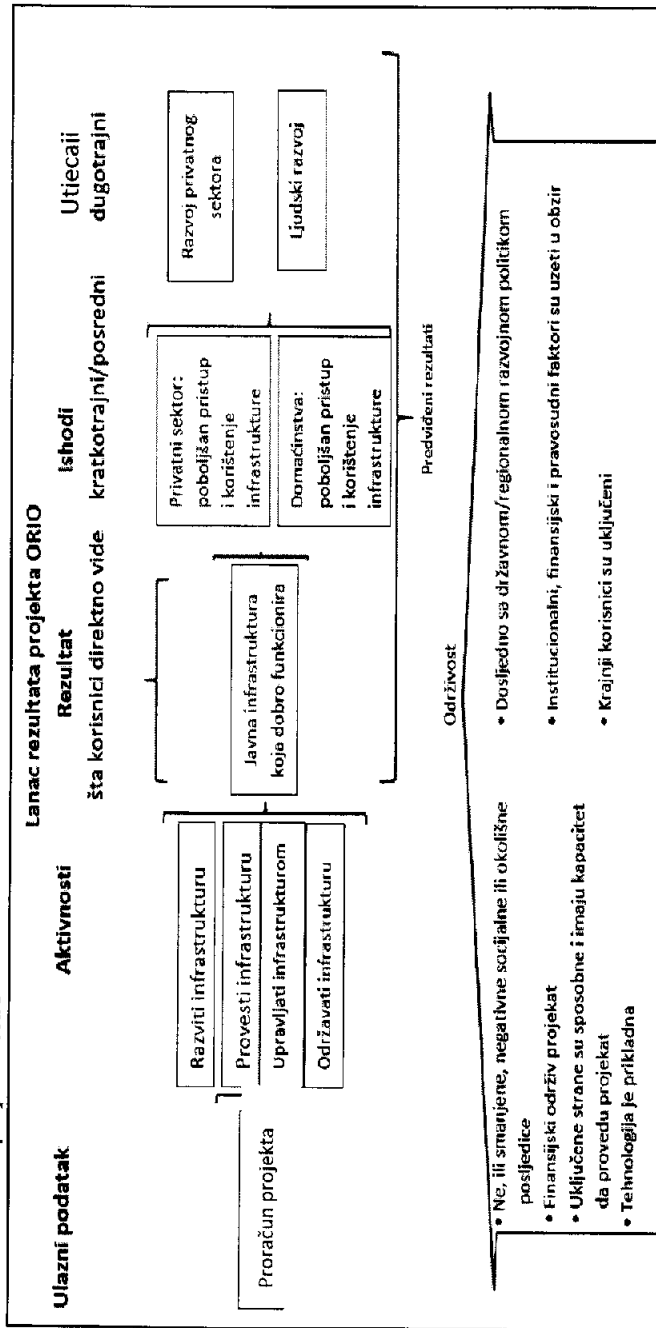 Lanac rezultata projekta ORIO
Ulazni podatak
Aktivnosti
Rezultat
šta korisnici direktno vide
Ishodi
kratkotrajni/posredni
Utiecaii
dugotrajni
Proračun projekta
Razviti infrastrukturu
Provesti infrastrukturu
Upravljati infrastrukturom
Održavati infrastrukturu
Javna infrastruktura
koja dobro funkcionira
Privatni sektor:
poboljšan pristup
i korištenje
infrastrukture
Domaćinstva:
poboljšan pristup
i korištenje
infrastrukture
Razvoj privatnog
sektora
Ljudski razvoj
Predviđeni rezultati
Održivost
• Ne, ili smanjene, negativne socijalne ili okolišne
posljedice
• Finansijski održiv projekat
• Uključene strane su sposobne i imaju kapacitet
da provedu projekat
• Tehnologija je prikladna
• Dosljedno sa državnom/regionalnom razvojnom politikom
• Institucionalni, finansijski i pravosudni faktori su uzeti u obzir
• Krajnji korisnici su uključeni